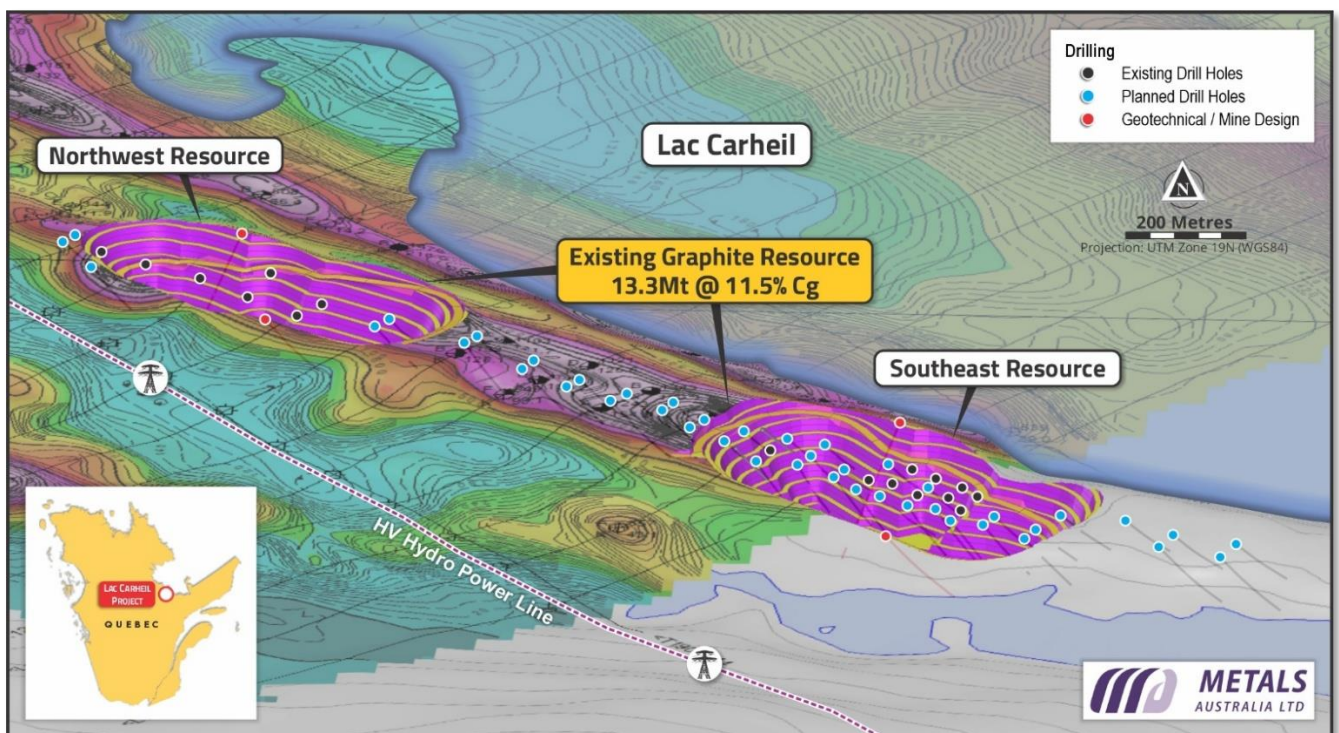 Drilling
Existing Drill Holes
Planned Drill Holes
Geotechnical / Mine Design
Northwest Resource
Lac Carheil
N
200 Metres
Projection: UTM Zone 19N (WGS84)
Existing Graphite Resource
13.3Mt @ 11.5% Cg
Southeast Resource
HV Hydro Power Line
LAC CARHEIL
PROJECT
QUEBEC
METALS
AUSTRALIA LTD